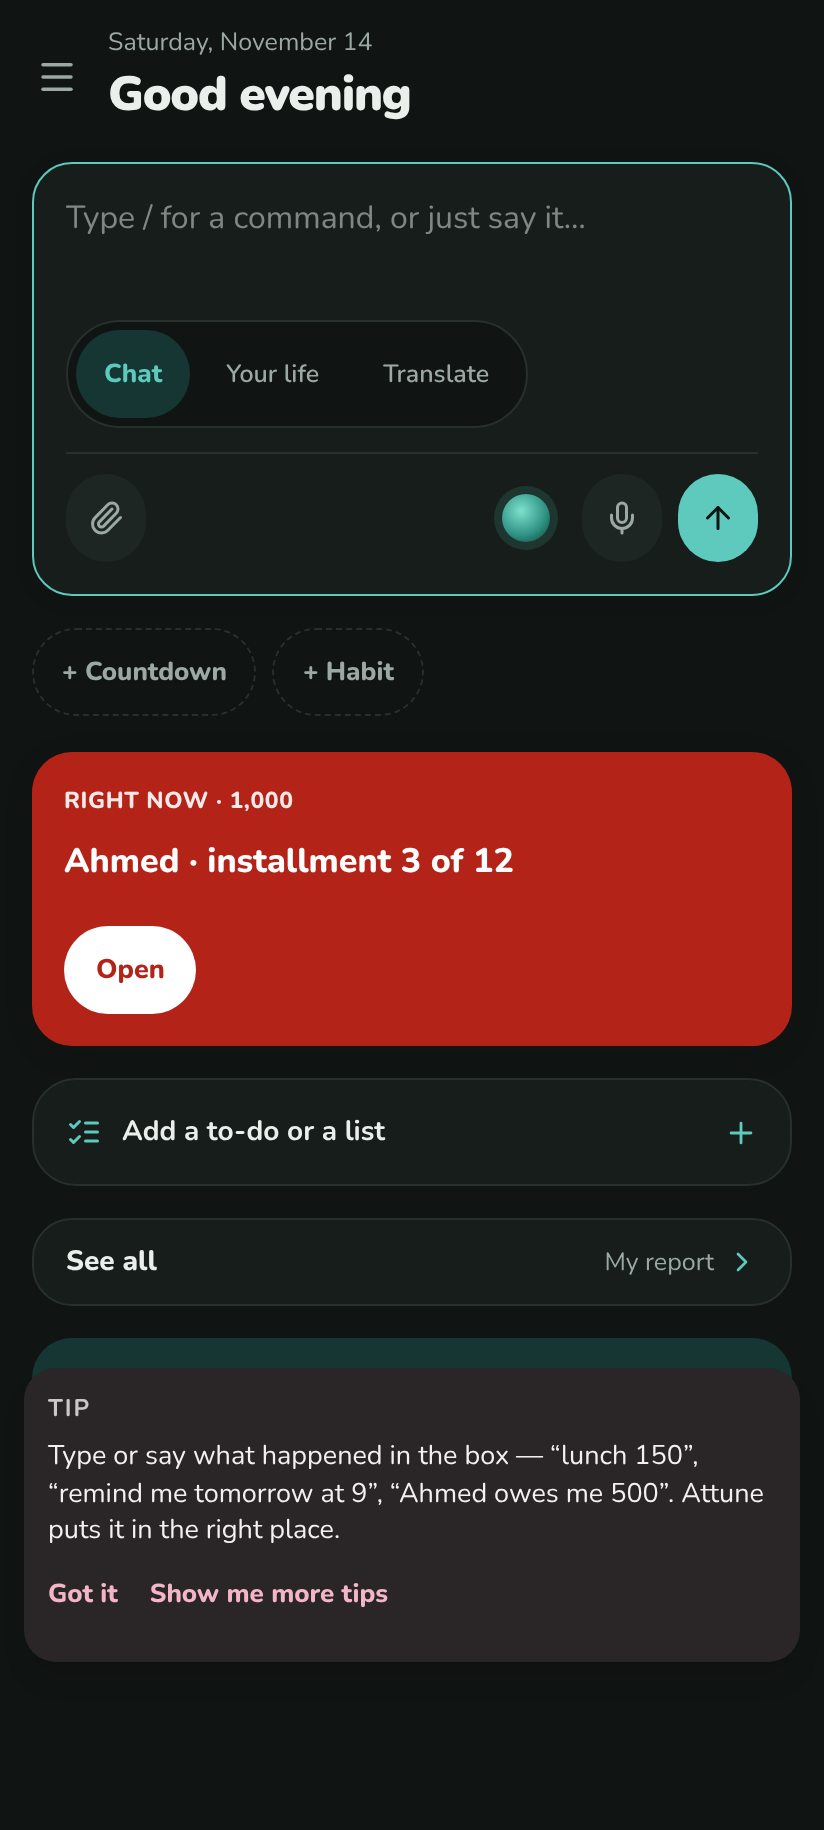 Saturday, November 14
Good evening
Type / for a command, or just say it...
Chat
Your life
Translate
+ Countdown
+ Habit
RIGHT NOW · 1,000
Ahmed · installment 3 of 12
Open
Add a to-do or a list
See all
My report
TIP
Type or say what happened in the box — “lunch 150”,
“remind me tomorrow at 9”, “Ahmed owes me 500”. Attune
puts it in the right place.
Got it
Show me more tips